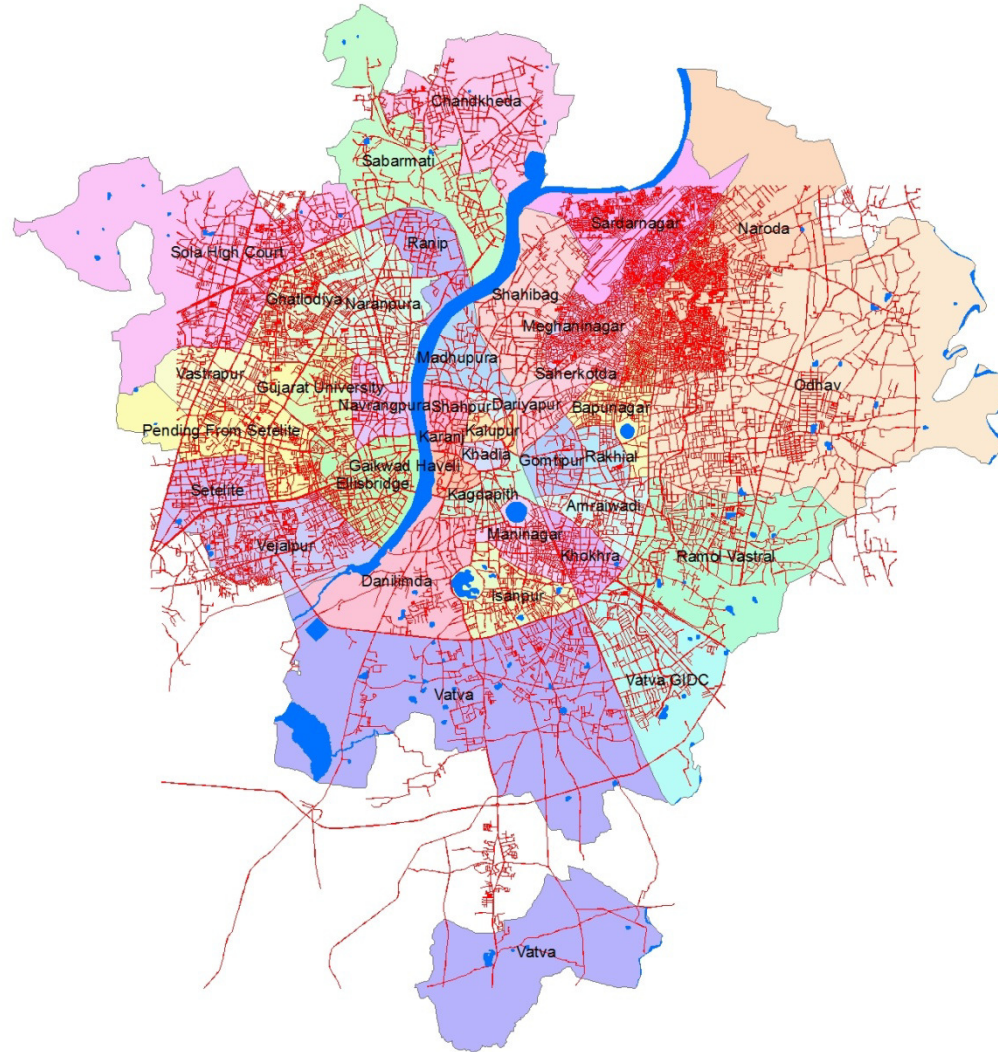 Chandkheda
Sabarmati
Sardarnagar
Naroda
Ranip
Sola High Court
Shahibag
Ghatlodiya
Naranpura
Meghaninagar
Madhupura
Saherkotda
Odhav
Vastrapur
Gujarat University
Navrangpura
Shahpur
Dariyapur
Bapunagar
Pending From Setelite
Karanj
Kalupur
Khadia
Gomtipur
Rakhial
Gaikwad Haveli
Ellisbridge
Setelite
Kagdapith
Amraiwadi
Maninagar
Vejalpur
Khokhra
Ramol Vastral
Danilimda
Isanpur
Vatva GIDC
Vatva
Vatva